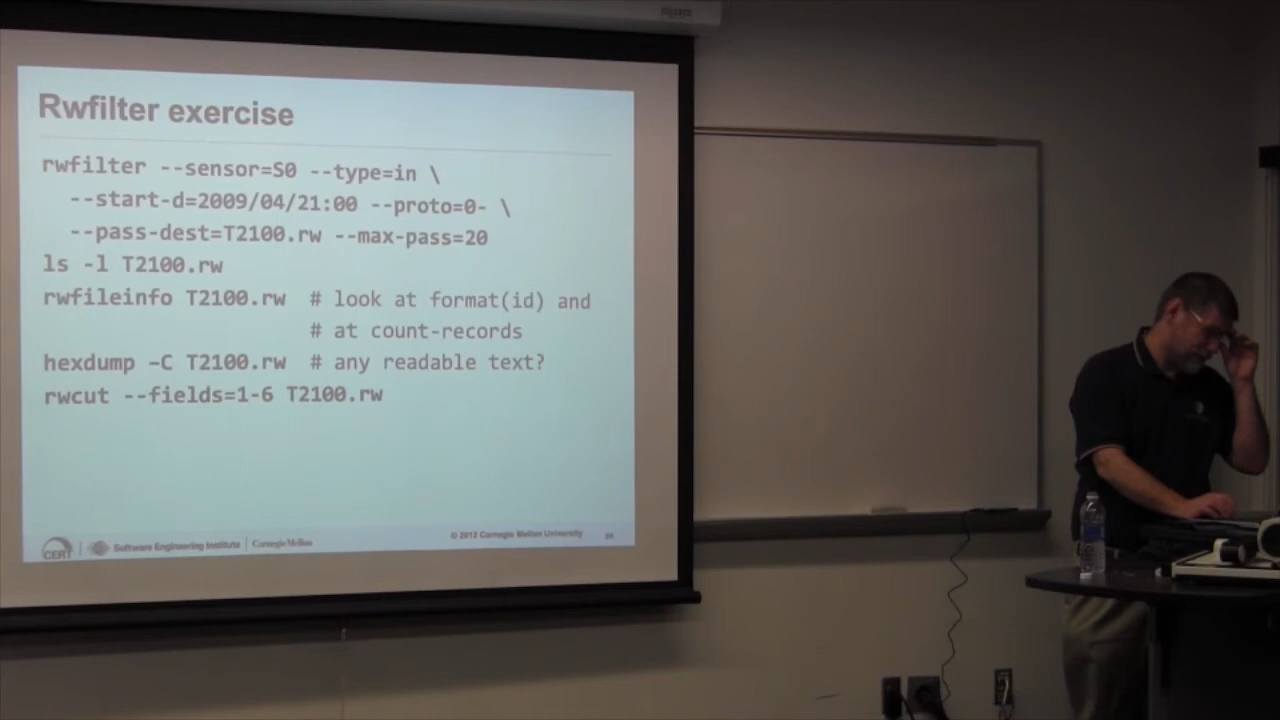 Rwfilter exercise
rwfilter --sensor=S0 --type=in \
--start-d=2009/04/21:00 --proto=0- \
--pass-dest=T2100.rw --max-pass=20
ls -l T2100.rw
rwfileinfo T2100.rw # look at format(id) and
# at count-records
hexdump –C T2100.rw # any readable text?
rwcut --fields=1-6 T2100.rw
CERT Software Engineering Institute Carnegie Mellon © 2012 Carnegie Mellon University